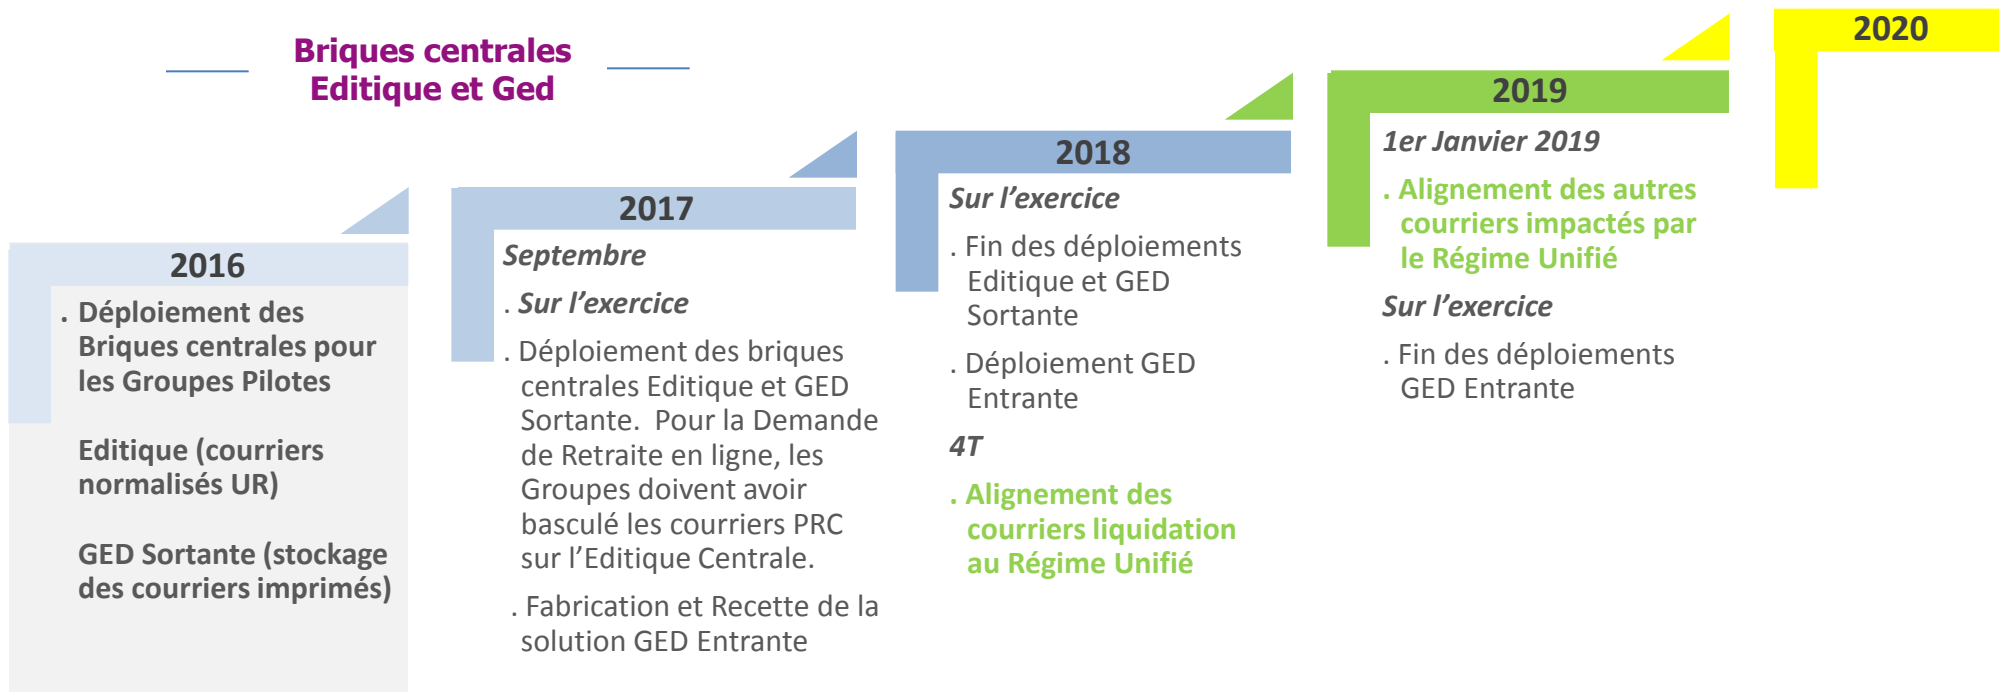 Briques centrales
Editique et Ged
2016
. Déploiement des
Briques centrales pour
les Groupes Pilotes
Editique (courriers
normalisés UR)
GED Sortante (stockage
des courriers imprimés)
2017
Septembre
. Sur l’exercice
. Déploiement des briques
centrales Editique et GED
Sortante. Pour la Demande
de Retraite en ligne, les
Groupes doivent avoir
basculé les courriers PRC
sur l’Editique Centrale.
. Fabrication et Recette de la
solution GED Entrante
2018
Sur l’exercice
. Fin des déploiements
Editique et GED
Sortante
. Déploiement GED
Entrante
4T
. Alignement des
courriers liquidation
au Régime Unifié
2019
1er Janvier 2019
. Alignement des autres
courriers impactés par
le Régime Unifié
Sur l’exercice
. Fin des déploiements
GED Entrante
2020